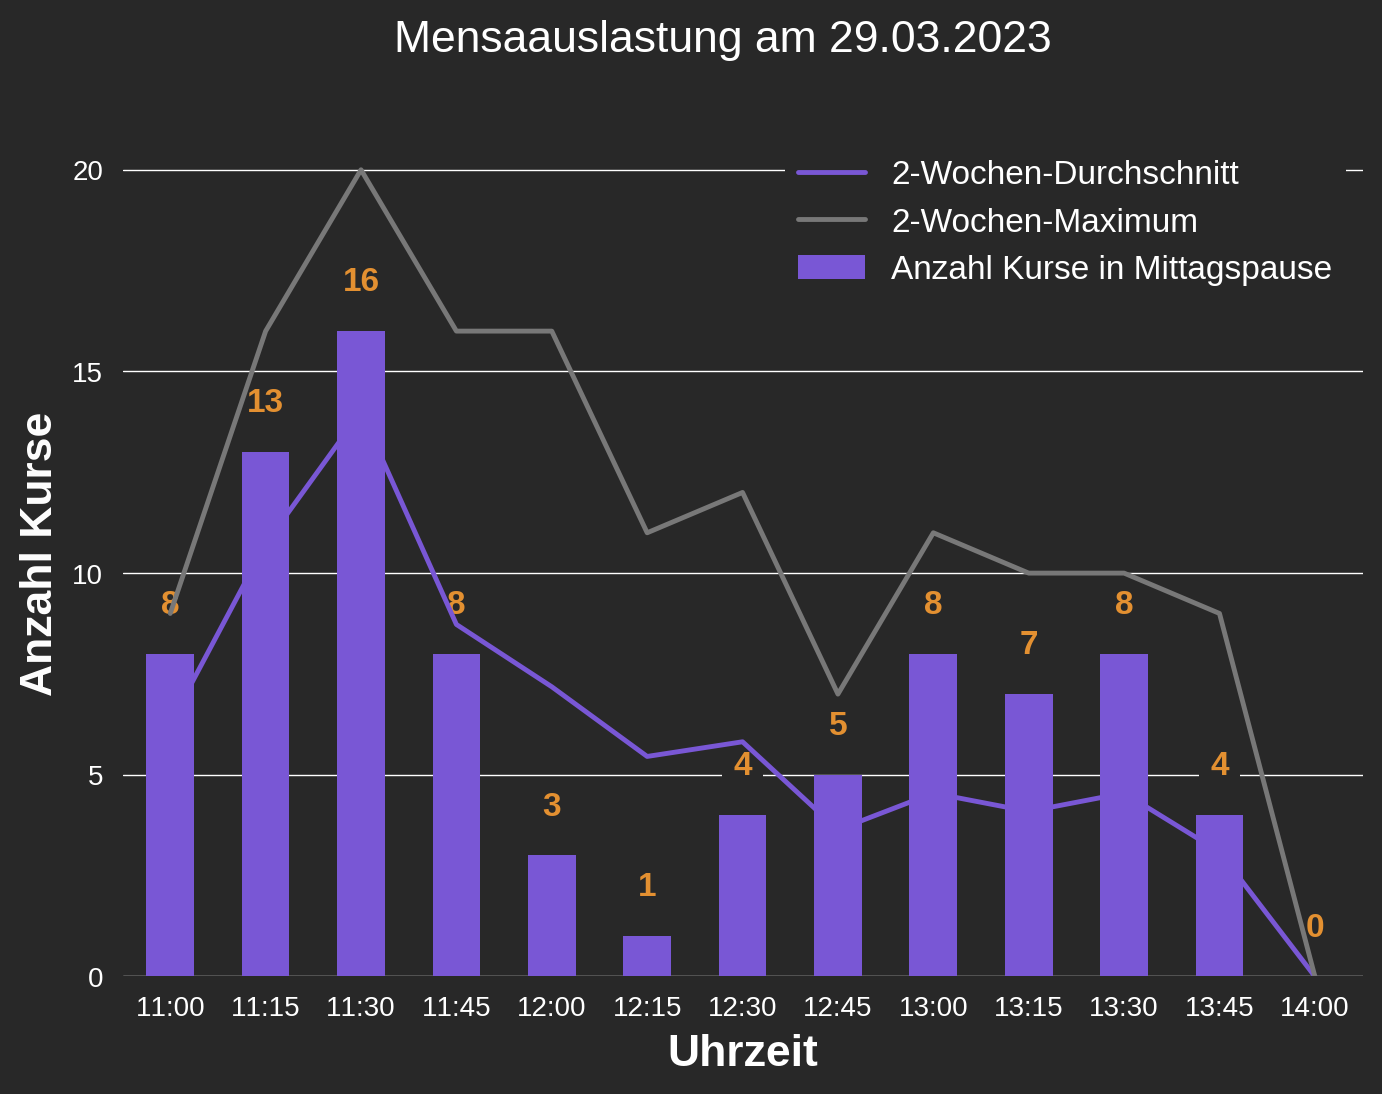 Mensaauslastung am 29.03.2023
2-Wochen-Durchschnitt
2-Wochen-Maximum
Anzahl Kurse in Mittagspause
Anzahl Kurse
20
15
10
5
0
8
13
16
8
3
1
4
5
8
7
8
4
0
11:00 11:15 11:30 11:45 12:00 12:15 12:30 12:45 13:00 13:15 13:30 13:45 14:00
Uhrzeit